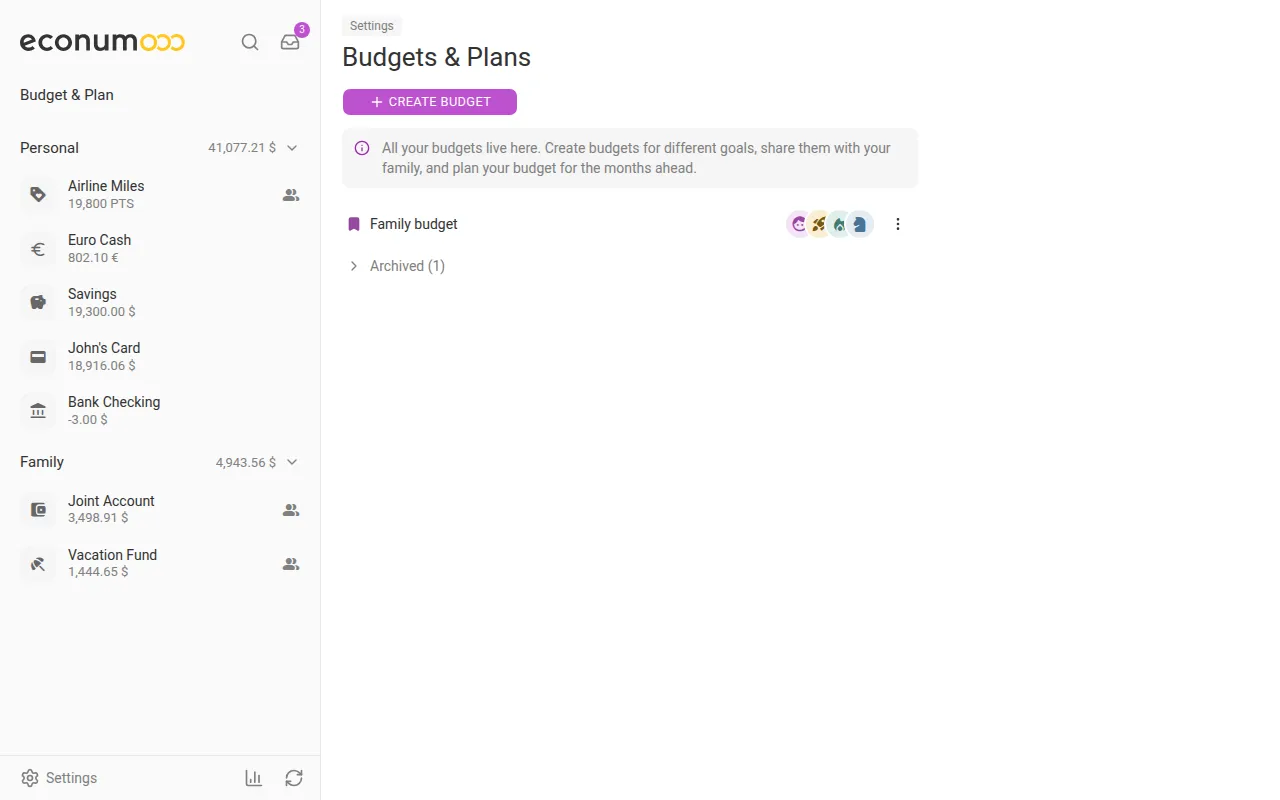 econumo
3
Budget & Plan
Personal 41,077.21 $
Airline Miles
19,800 PTS
Euro Cash
802.10 €
Savings
19,300.00 $
John's Card
18,916.06 $
Bank Checking
-3.00 $
Family 4,943.56 $
Joint Account
3,498.91 $
Vacation Fund
1,444.65 $
Settings
Settings
Budgets & Plans
CREATE BUDGET
All your budgets live here. Create budgets for different goals, share them with your
family, and plan your budget for the months ahead.
Family budget
Archived (1)